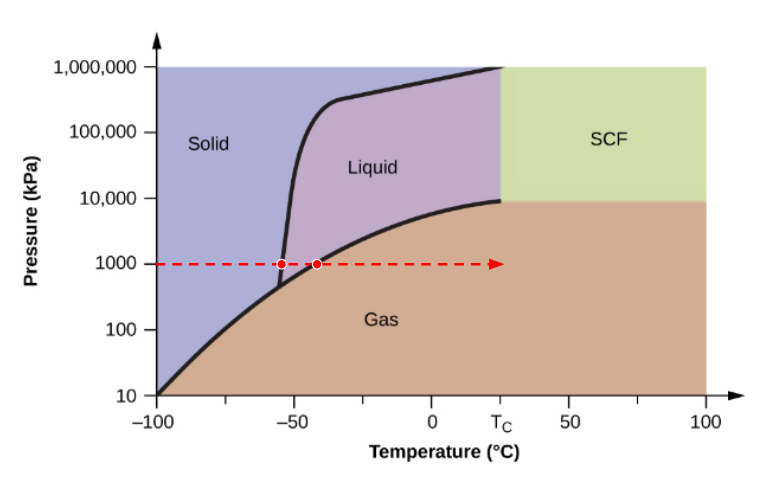 1,000,000
100,000
10,000
1000
100
10
Pressure (kPa)
Solid
Liquid
SCF
Gas
–100
–50
0
T_C
50
100
Temperature (°C)